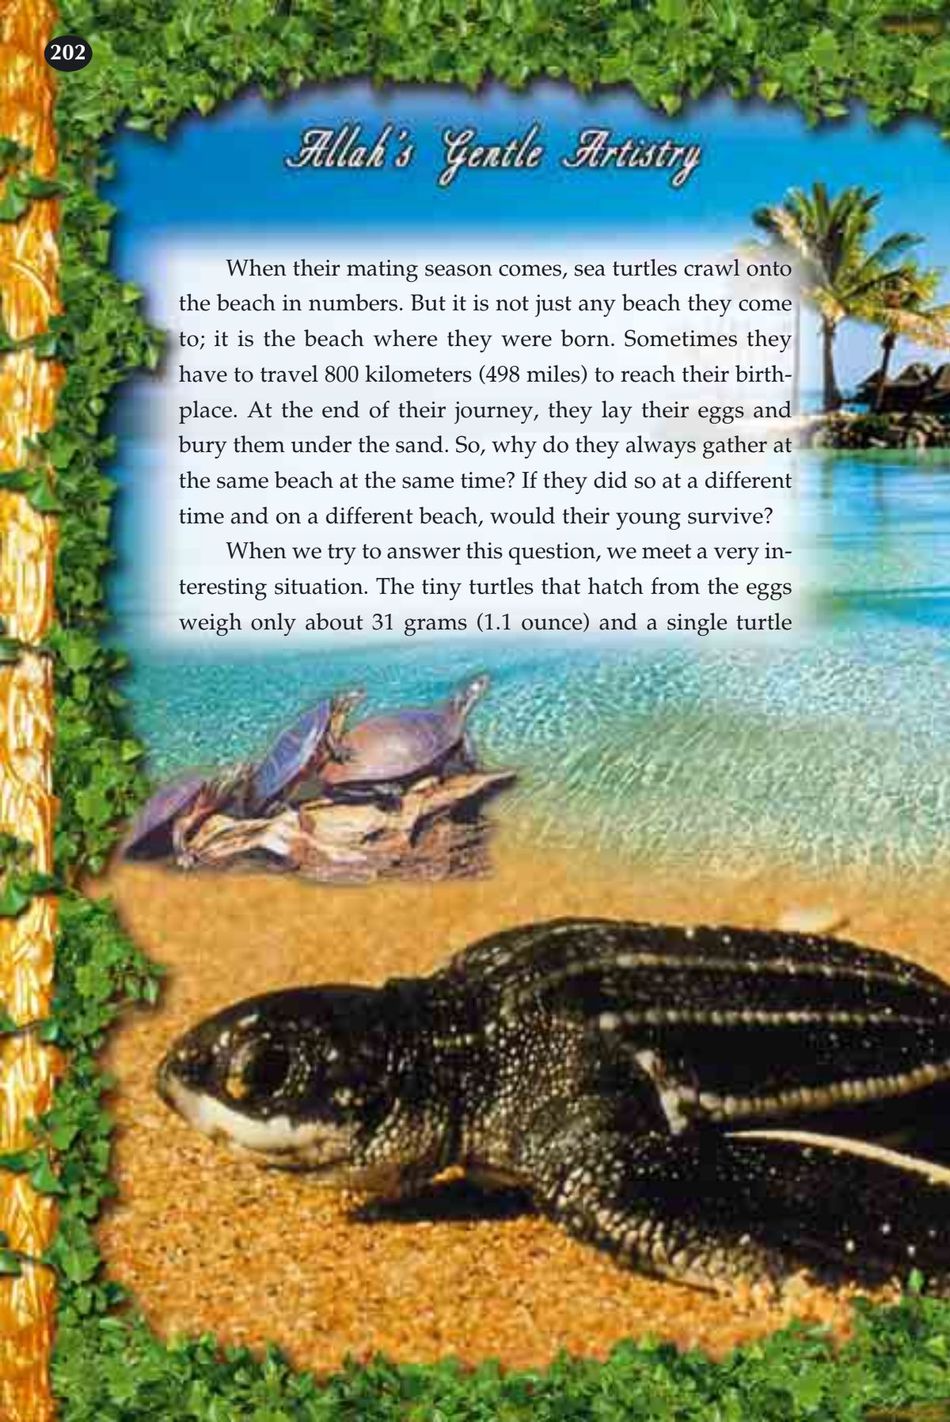 202
Allah's Gentle Artistry
When their mating season comes, sea turtles crawl onto
the beach in numbers. But it is not just any beach they come
to; it is the beach where they were born. Sometimes they
have to travel 800 kilometers (498 miles) to reach their birth-
place. At the end of their journey, they lay their eggs and
bury them under the sand. So, why do they always gather at
the same beach at the same time? If they did so at a different
time and on a different beach, would their young survive?
When we try to answer this question, we meet a very in-
teresting situation. The tiny turtles that hatch from the eggs
weigh only about 31 grams (1.1 ounce) and a single turtle